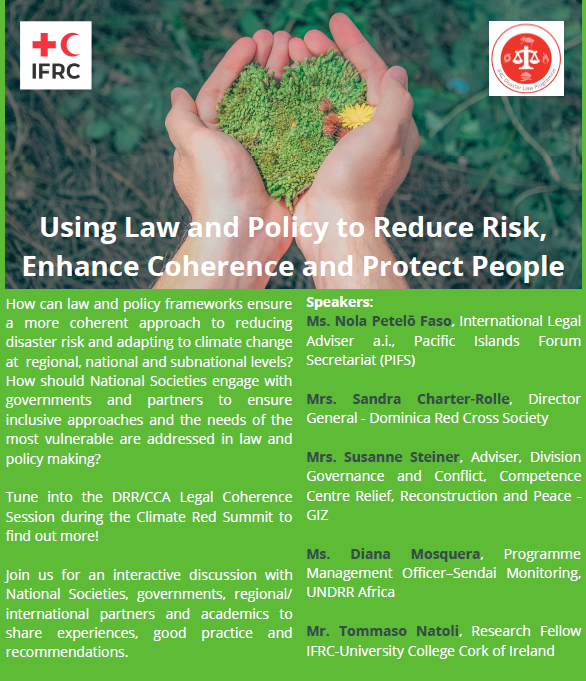 IFRC
IFRC Disaster Law Programme
Using Law and Policy to Reduce Risk,
Enhance Coherence and Protect People
How can law and policy frameworks ensure
a more coherent approach to reducing
disaster risk and adapting to climate change
at regional, national and subnational levels?
How should National Societies engage with
governments and partners to ensure
inclusive approaches and the needs of the
most vulnerable are addressed in law and
policy making?
Tune into the DRR/CCA Legal Coherence
Session during the Climate Red Summit to
find out more!
Join us for an interactive discussion with
National Societies, governments, regional/
international partners and academics to
share experiences, good practice and
recommendations.
Speakers:
Ms. Nola Petelō Faso, International Legal
Adviser a.i., Pacific Islands Forum
Secretariat (PIFS)
Mrs. Sandra Charter-Rolle, Director
General - Dominica Red Cross Society
Mrs. Susanne Steiner, Adviser, Division
Governance and Conflict, Competence
Centre Relief, Reconstruction and Peace -
GIZ
Ms. Diana Mosquera, Programme
Management Officer–Sendai Monitoring,
UNDRR Africa
Mr. Tommaso Natoli, Research Fellow
IFRC-University College Cork of Ireland